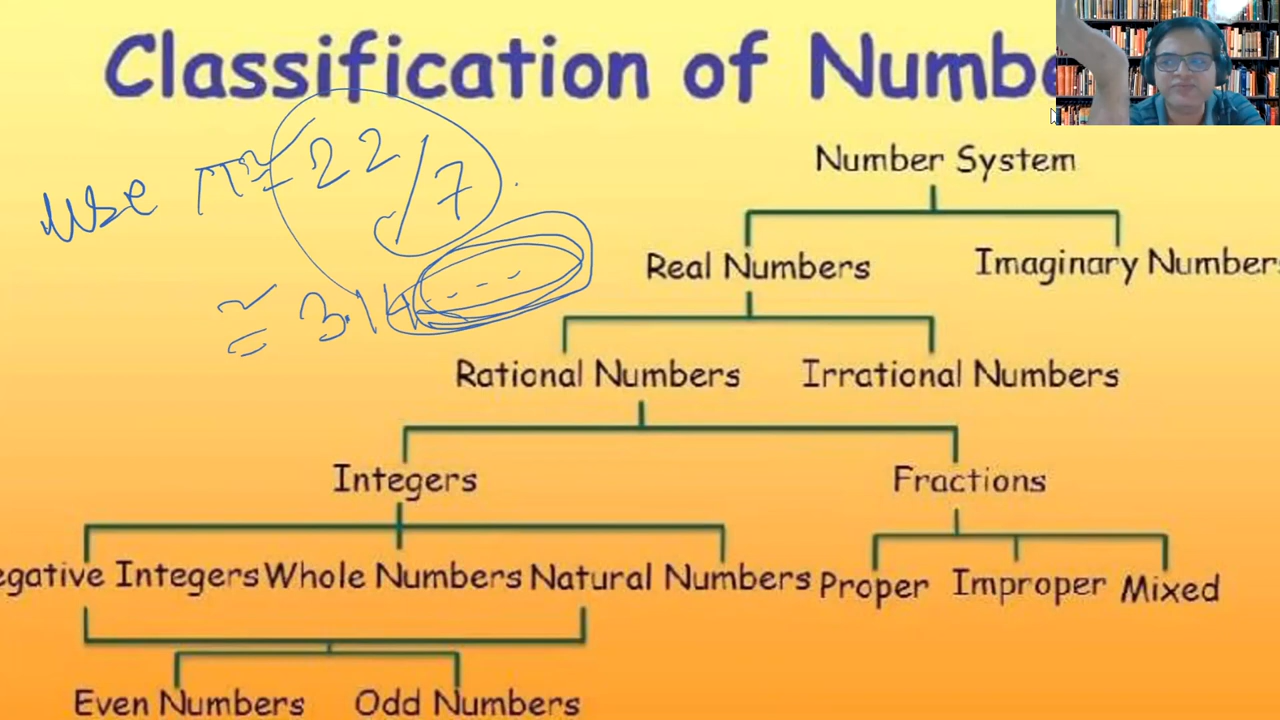 Classification of Numbe
Number System
use π ≃ 22/7
Real Numbers Imaginary Numbers
≅ 3.14 - - -
Rational Numbers Irrational Numbers
Integers Fractions
egative Integers Whole Numbers Natural Numbers Proper Improper Mixed
Even Numbers Odd Numbers